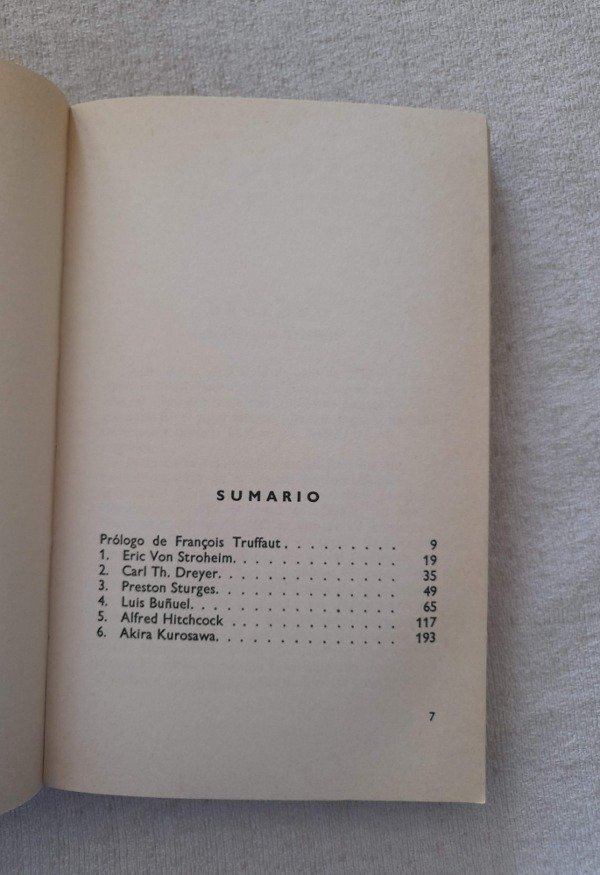 SUMARIO
Prólogo de François Truffaut . . . . . . . . 9
1. Eric Von Stroheim. . . . . . . . . . . . 19
2. Carl Th. Dreyer. . . . . . . . . . . . . 35
3. Preston Sturges. . . . . . . . . . . . . 49
4. Luis Buñuel. . . . . . . . . . . . . . . 65
5. Alfred Hitchcock . . . . . . . . . . . . 117
6. Akira Kurosawa. . . . . . . . . . . . . 193
7